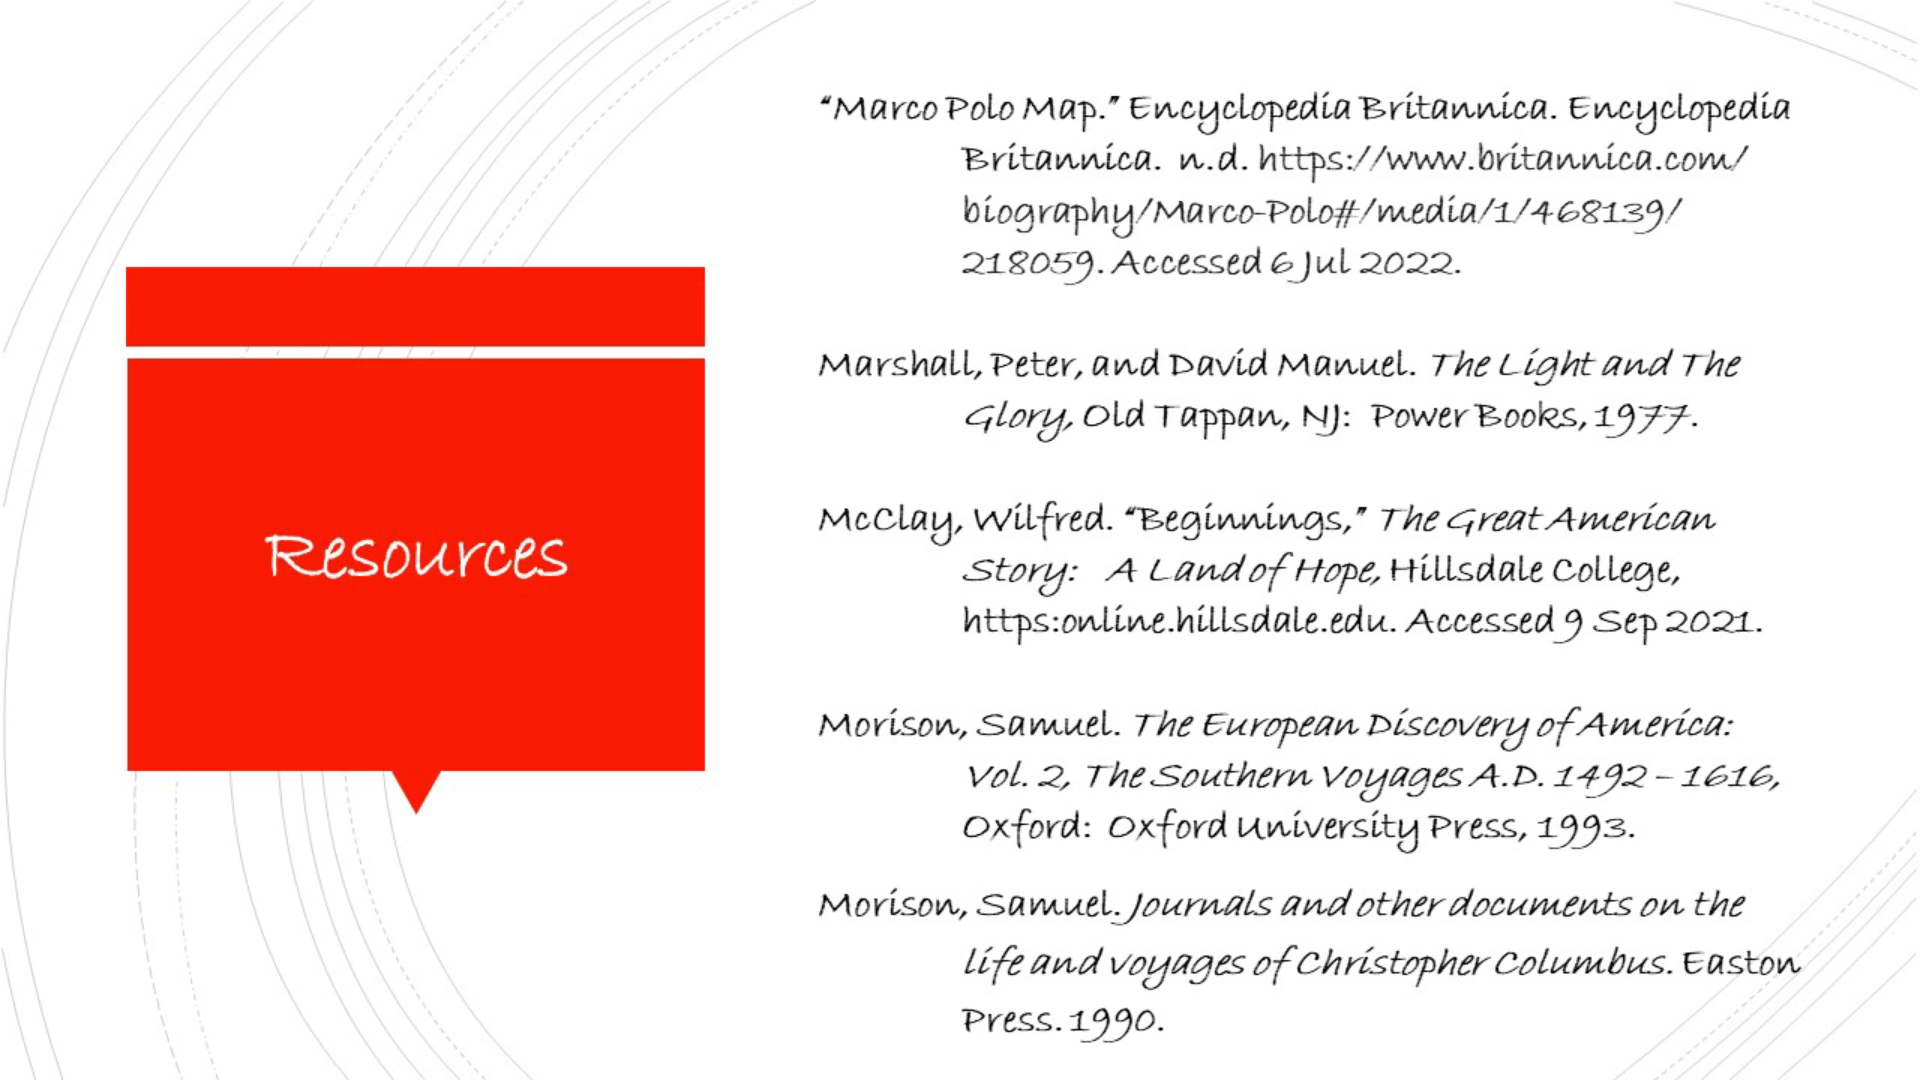 Resources
“Marco Polo Map.” Encyclopedia Britannica. Encyclopedia
Britannica. n.d. https://www.britannica.com/
biography/Marco-Polo#/media/1/468139/
218059. Accessed 6 Jul 2022.
Marshall, Peter, and David Manuel. The Light and The
Glory, Old Tappan, NJ: Power Books, 1977.
McClay, Wilfred. “Beginnings,” The Great American
Story: A Land of Hope, Hillsdale College,
https:online.hillsdale.edu. Accessed 9 Sep 2021.
Morison, Samuel. The European Discovery of America:
Vol. 2, The Southern Voyages A.D. 1492 – 1616,
Oxford: Oxford University Press, 1993.
Morison, Samuel. Journals and other documents on the
life and voyages of Christopher Columbus. Easton
Press. 1990.